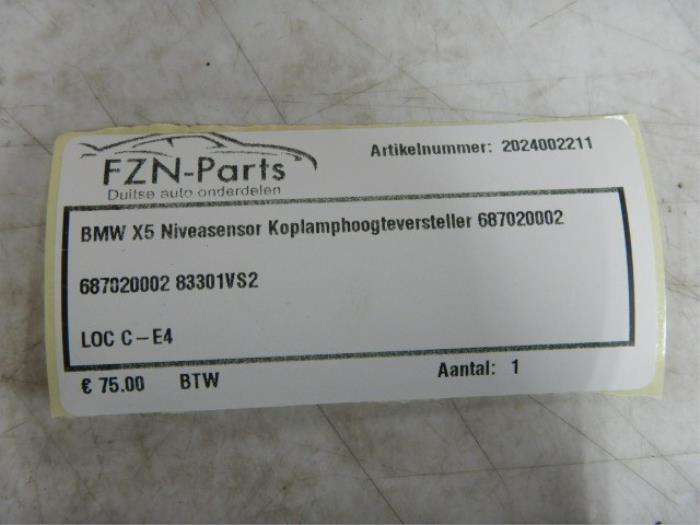 FZN-Parts
Duitse auto onderdelen
Artikelnummer: 2024002211
BMW X5 Niveasensor Koplamphoogteversteller 687020002
687020002 83301VS2
LOC C-E4
€ 75.00 BTW
Aantal: 1